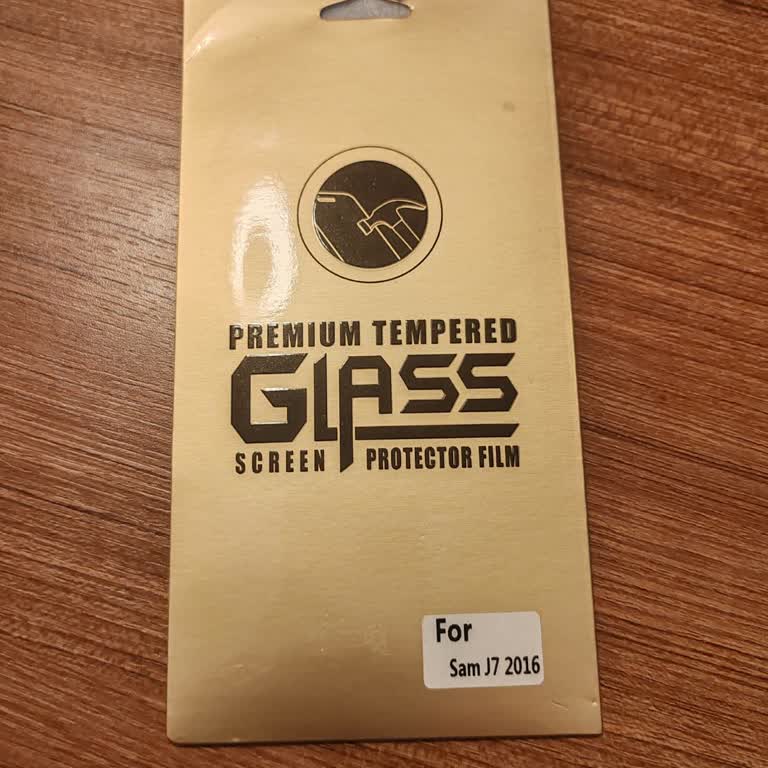 PREMIUM TEMPERED
GLASS
SCREEN PROTECTOR FILM
For
Sam J7 2016